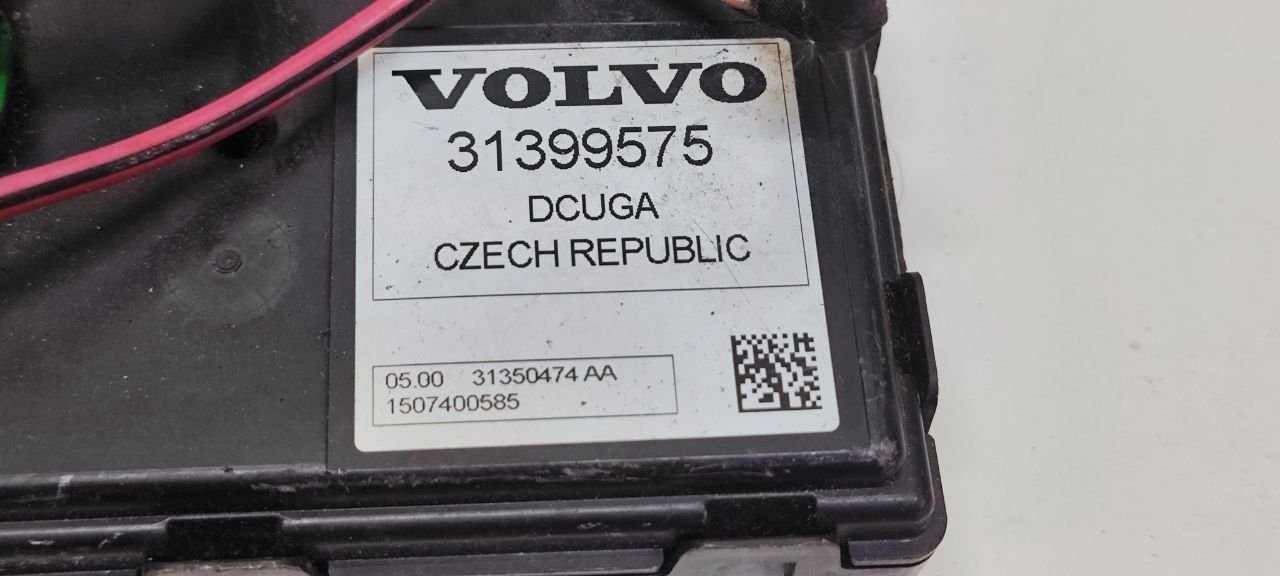 VOLVO
31399575
DCUGA
CZECH REPUBLIC
05.00 31350474 AA
1507400585